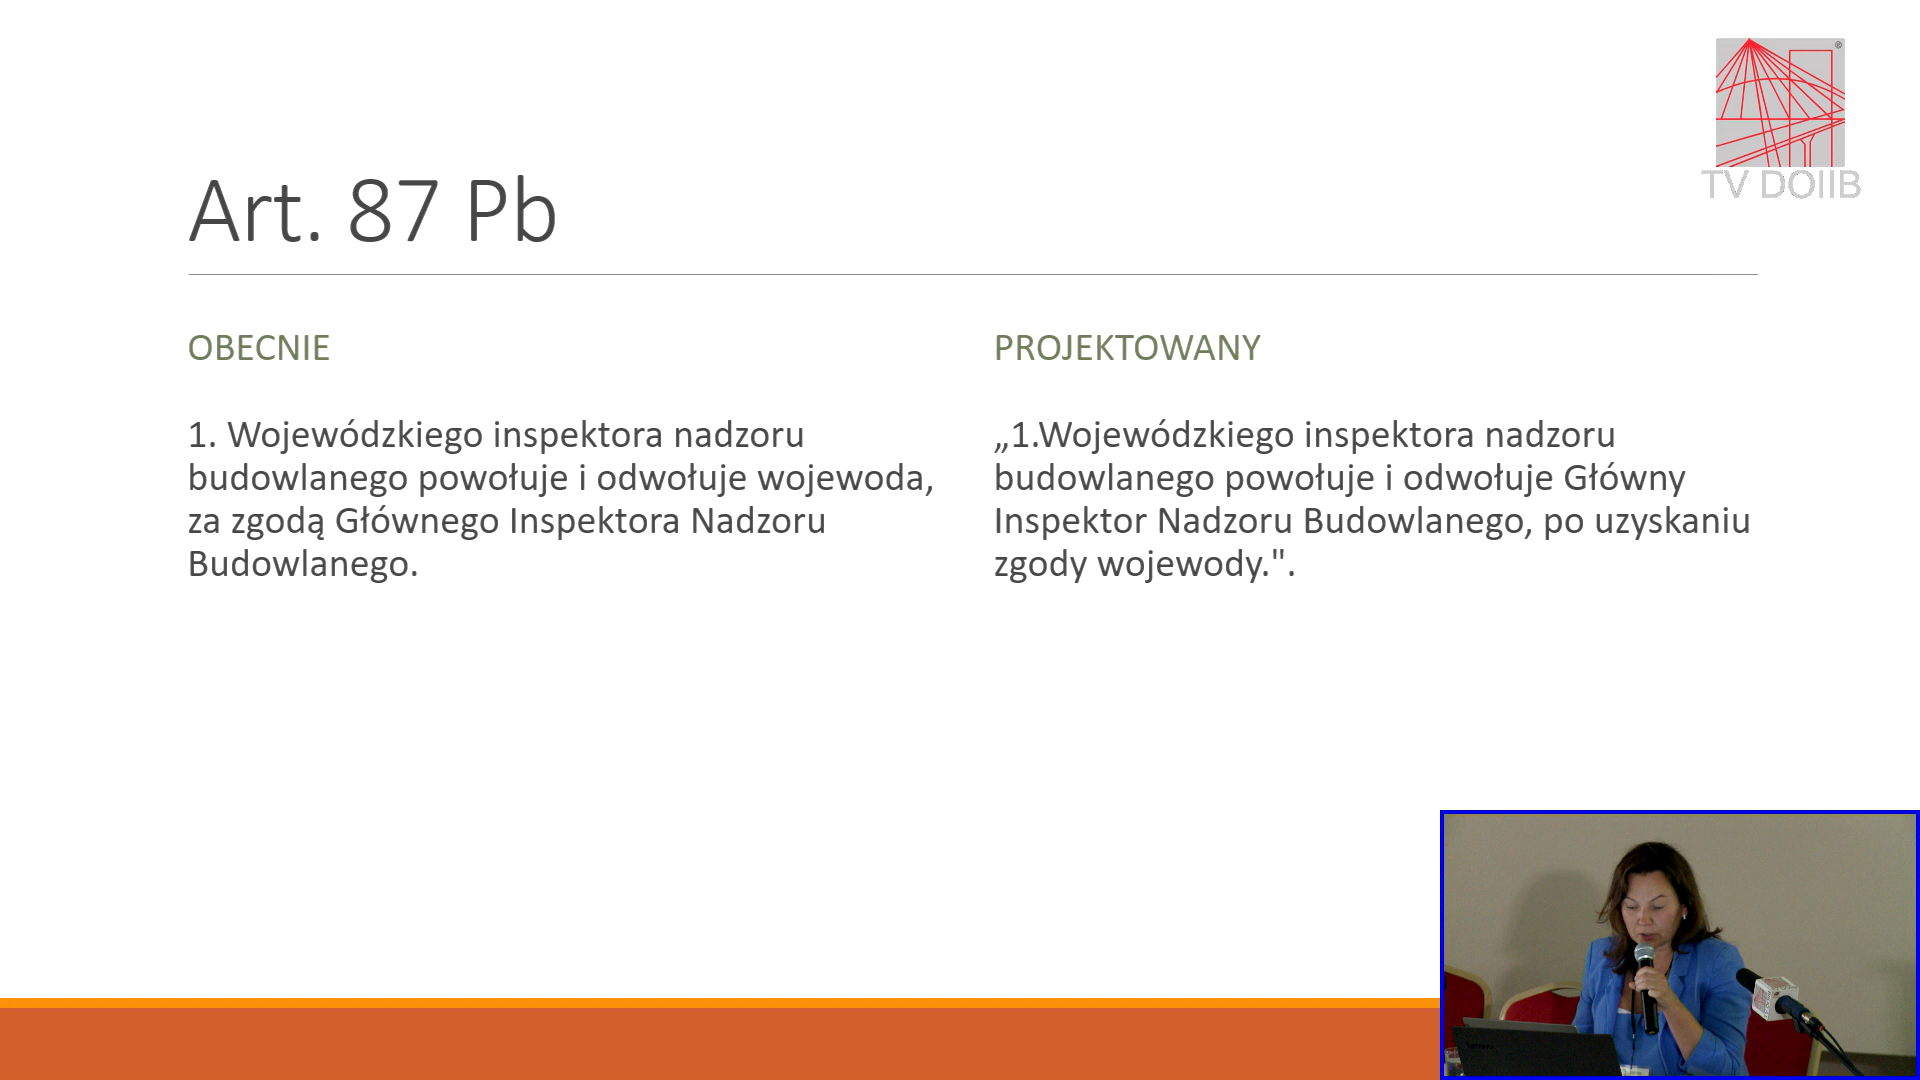 ®
TV DOIIB
Art. 87 Pb
OBECNIE
1. Wojewódzkiego inspektora nadzoru
budowlanego powołuje i odwołuje wojewoda,
za zgodą Głównego Inspektora Nadzoru
Budowlanego.
PROJEKTOWANY
„1.Wojewódzkiego inspektora nadzoru
budowlanego powołuje i odwołuje Główny
Inspektor Nadzoru Budowlanego, po uzyskaniu
zgody wojewody.".